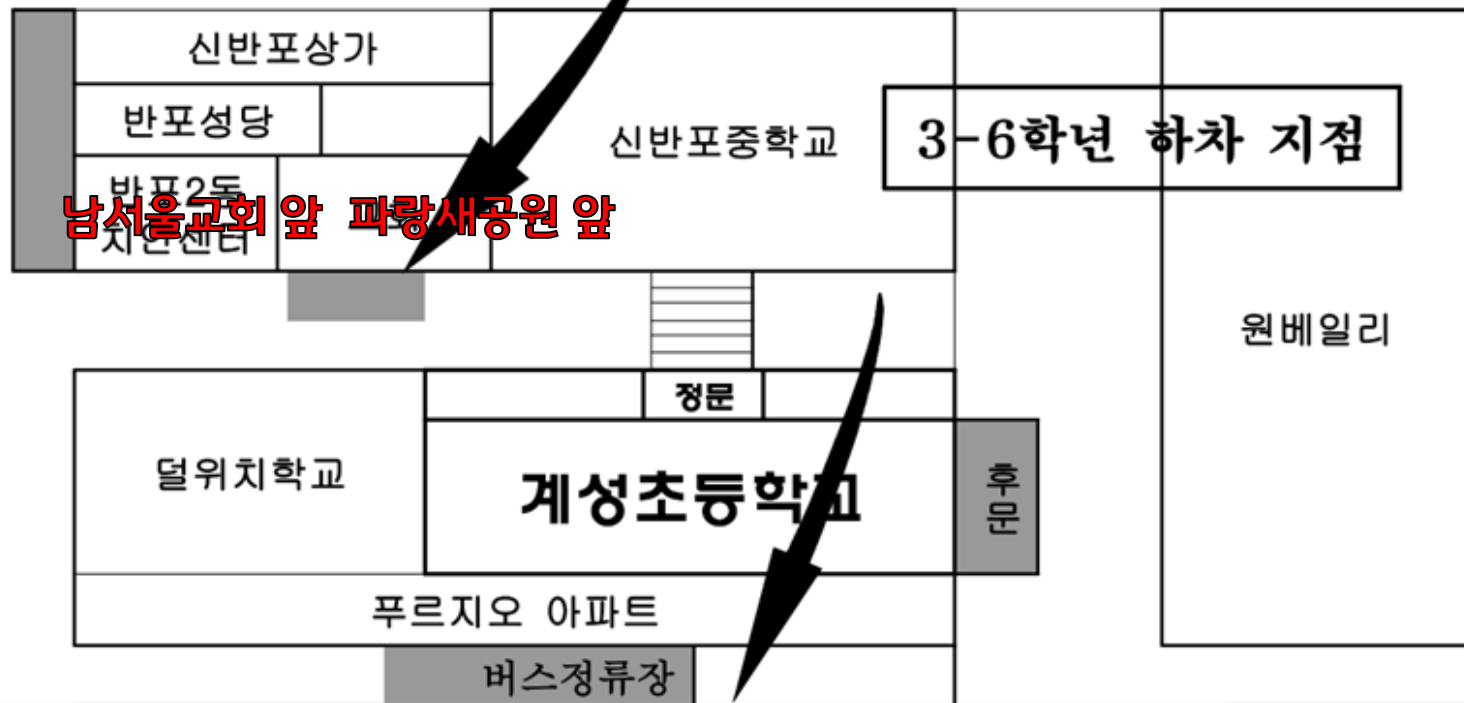 신반포상가
반포성당
신반포중학교
3-6학년 하차 지점
반포2동
치안센터
남서울교회 앞 파랑새공원 앞
원베일리
정문
덜위치학교
계성초등학교
후문
푸르지오 아파트
버스정류장